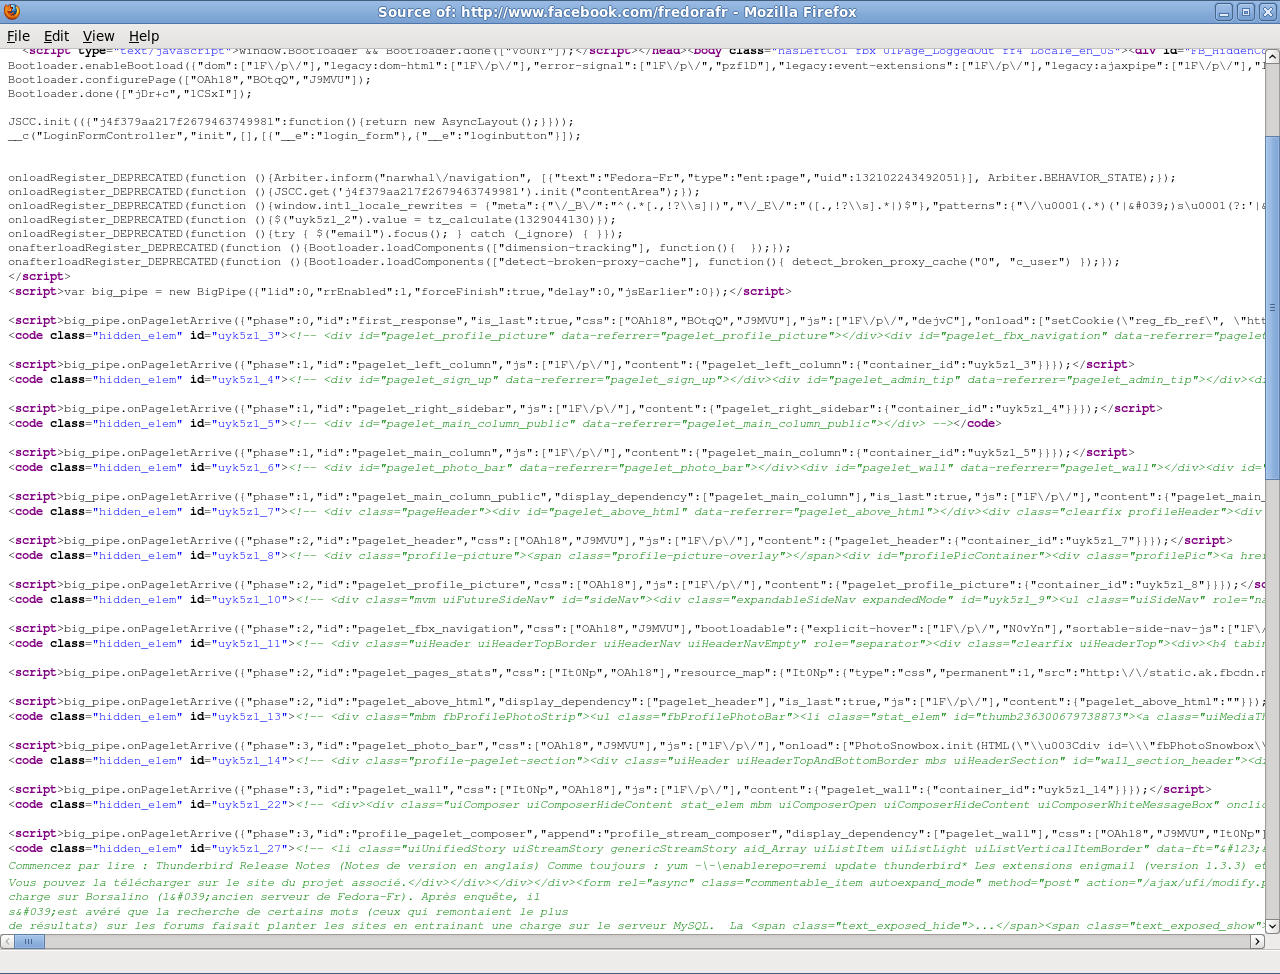 Source of: http://www.facebook.com/fredorafr - Mozilla Firefox
File Edit View Help
<script type="text/javascript">window.Bootloader && Bootloader.done(["V6UNY"]);</script></head><body class="hasLeftCol fbx UIPage_LoggedOut ff4 Locale_en_US"><div id="FB_HiddenCo
Bootloader.enableBootload({"dom":["lF\/p\/"],"legacy:dom-html":["lF\/p\/"],"error-signal":["lF\/p\/","pzflD"],"legacy:event-extensions":["lF\/p\/"],"legacy:ajaxpipe":["lF\/p\/"],"l
Bootloader.configurePage(["OAhl8","BOtqQ","J9MVU"]);
Bootloader.done(["jDr+c","lCSxI"]);
JSCC.init(({"j4f379aa217f2679463749981":function(){return new AsyncLayout();}}));
__c("LoginFormController","init",[],[{"__e":"login_form"},{"__e":"loginbutton"}]);
onloadRegister_DEPRECATED(function (){Arbiter.inform("narwhal\/navigation", [{"text":"Fedora-Fr","type":"ent:page","uid":132102243492051}], Arbiter.BEHAVIOR_STATE);});
onloadRegister_DEPRECATED(function (){JSCC.get('j4f379aa217f2679463749981').init("contentArea");});
onloadRegister_DEPRECATED(function (){window.intl_locale_rewrites = {"meta":{"\/_B\/":"^(.*[.,!?\\s]|)","\/_E\/":"([.,!?\\s].*|)$"},"patterns":{"\/\u0001(.*)('|&#039;)s\u0001(?:'|&
onloadRegister_DEPRECATED(function (){$("uyk5zl_2").value = tz_calculate(1329044130)});
onloadRegister_DEPRECATED(function (){try { $("email").focus(); } catch (_ignore) { }});
onafterloadRegister_DEPRECATED(function (){Bootloader.loadComponents(["dimension-tracking"], function(){  });});
onafterloadRegister_DEPRECATED(function (){Bootloader.loadComponents(["detect-broken-proxy-cache"], function(){ detect_broken_proxy_cache("0", "c_user") });});
</script>
<script>var big_pipe = new BigPipe({"lid":0,"rrEnabled":1,"forceFinish":true,"delay":0,"jsEarlier":0});</script>
<script>big_pipe.onPageletArrive({"phase":0,"id":"first_response","is_last":true,"css":["OAhl8","BOtqQ","J9MVU"],"js":["lF\/p\/","dejvC"],"onload":["setCookie(\"reg_fb_ref\", \"htt
<code class="hidden_elem" id="uyk5zl_3"><!-- <div id="pagelet_profile_picture" data-referrer="pagelet_profile_picture"></div><div id="pagelet_fbx_navigation" data-referrer="pagelet
<script>big_pipe.onPageletArrive({"phase":1,"id":"pagelet_left_column","js":["lF\/p\/"],"content":{"pagelet_left_column":{"container_id":"uyk5zl_3"}}});</script>
<code class="hidden_elem" id="uyk5zl_4"><!-- <div id="pagelet_sign_up" data-referrer="pagelet_sign_up"></div><div id="pagelet_admin_tip" data-referrer="pagelet_admin_tip"></div><di
<script>big_pipe.onPageletArrive({"phase":1,"id":"pagelet_right_sidebar","js":["lF\/p\/"],"content":{"pagelet_right_sidebar":{"container_id":"uyk5zl_4"}}});</script>
<code class="hidden_elem" id="uyk5zl_5"><!-- <div id="pagelet_main_column_public" data-referrer="pagelet_main_column_public"></div> --></code>
<script>big_pipe.onPageletArrive({"phase":1,"id":"pagelet_main_column","js":["lF\/p\/"],"content":{"pagelet_main_column":{"container_id":"uyk5zl_5"}}});</script>
<code class="hidden_elem" id="uyk5zl_6"><!-- <div id="pagelet_photo_bar" data-referrer="pagelet_photo_bar"></div><div id="pagelet_wall" data-referrer="pagelet_wall"></div><div id="
<script>big_pipe.onPageletArrive({"phase":1,"id":"pagelet_main_column_public","display_dependency":["pagelet_main_column"],"is_last":true,"js":["lF\/p\/"],"content":{"pagelet_main_
<code class="hidden_elem" id="uyk5zl_7"><!-- <div class="pageHeader"><div id="pagelet_above_html" data-referrer="pagelet_above_html"></div><div class="clearfix profileHeader"><div
<script>big_pipe.onPageletArrive({"phase":2,"id":"pagelet_header","css":["OAhl8","J9MVU"],"js":["lF\/p\/"],"content":{"pagelet_header":{"container_id":"uyk5zl_7"}}});</script>
<code class="hidden_elem" id="uyk5zl_8"><!-- <div class="profile-picture"><span class="profile-picture-overlay"></span><div id="profilePicContainer"><div class="profilePic"><a href
<script>big_pipe.onPageletArrive({"phase":2,"id":"pagelet_profile_picture","css":["OAhl8"],"js":["lF\/p\/"],"content":{"pagelet_profile_picture":{"container_id":"uyk5zl_8"}}});</sc
<code class="hidden_elem" id="uyk5zl_10"><!-- <div class="mvm uiFutureSideNav" id="sideNav"><div class="expandableSideNav expandedMode" id="uyk5zl_9"><ul class="uiSideNav" role="na
<script>big_pipe.onPageletArrive({"phase":2,"id":"pagelet_fbx_navigation","css":["OAhl8","J9MVU"],"bootloadable":{"explicit-hover":["lF\/p\/","N0vYn"],"sortable-side-nav-js":["lF\/
<code class="hidden_elem" id="uyk5zl_11"><!-- <div class="uiHeader uiHeaderTopBorder uiHeaderNav uiHeaderNavEmpty" role="separator"><div class="clearfix uiHeaderTop"><div><h4 tabin
<script>big_pipe.onPageletArrive({"phase":2,"id":"pagelet_pages_stats","css":["It0Np","OAhl8"],"resource_map":{"It0Np":{"type":"css","permanent":1,"src":"http:\/\/static.ak.fbcdn.n
<script>big_pipe.onPageletArrive({"phase":2,"id":"pagelet_above_html","display_dependency":["pagelet_header"],"is_last":true,"js":["lF\/p\/"],"content":{"pagelet_above_html":""}});
<code class="hidden_elem" id="uyk5zl_13"><!-- <div class="mbm fbProfilePhotoStrip"><ul class="fbProfilePhotoBar"><li class="stat_elem" id="thumb236300679738873"><a class="uiMediaTh
<script>big_pipe.onPageletArrive({"phase":3,"id":"pagelet_photo_bar","css":["OAhl8","J9MVU"],"js":["lF\/p\/"],"onload":["PhotoSnowbox.init(HTML(\"\\u003Cdiv id=\\\"fbPhotoSnowbox\\
<code class="hidden_elem" id="uyk5zl_14"><!-- <div class="profile-pagelet-section"><div class="uiHeader uiHeaderTopAndBottomBorder mbs uiHeaderSection" id="wall_section_header"><di
<script>big_pipe.onPageletArrive({"phase":3,"id":"pagelet_wall","css":["It0Np","OAhl8"],"js":["lF\/p\/"],"content":{"pagelet_wall":{"container_id":"uyk5zl_14"}}});</script>
<code class="hidden_elem" id="uyk5zl_22"><!-- <div><div class="uiComposer uiComposerHideContent stat_elem mbm uiComposerOpen uiComposerHideContent uiComposerWhiteMessageBox" onclic
<script>big_pipe.onPageletArrive({"phase":3,"id":"profile_pagelet_composer","append":"profile_stream_composer","display_dependency":["pagelet_wall"],"css":["OAhl8","J9MVU","It0Np"]
<code class="hidden_elem" id="uyk5zl_27"><!-- <li class="uiUnifiedStory uiStreamStory genericStreamStory aid_Array uiListItem uiListLight uiListVerticalItemBorder" data-ft="&#123;&
Commencez par lire : Thunderbird Release Notes (Notes de version en anglais) Comme toujours : yum -\-\enablerepo=remi update thunderbird* Les extensions enigmail (version 1.3.3) et
Vous pouvez la télécharger sur le site du projet associé.</div></div></div></div><form rel="async" class="commentable_item autoexpand_mode" method="post" action="/ajax/ufi/modify.p
charge sur Borsalino (l&#039;ancien serveur de Fedora-Fr). Après enquête, il
s&#039;est avéré que la recherche de certains mots (ceux qui remontaient le plus
de résultats) sur les forums faisait planter les sites en entrainant une charge sur le serveur MySQL.  La <span class="text_exposed_hide">...</span><span class="text_exposed_show">